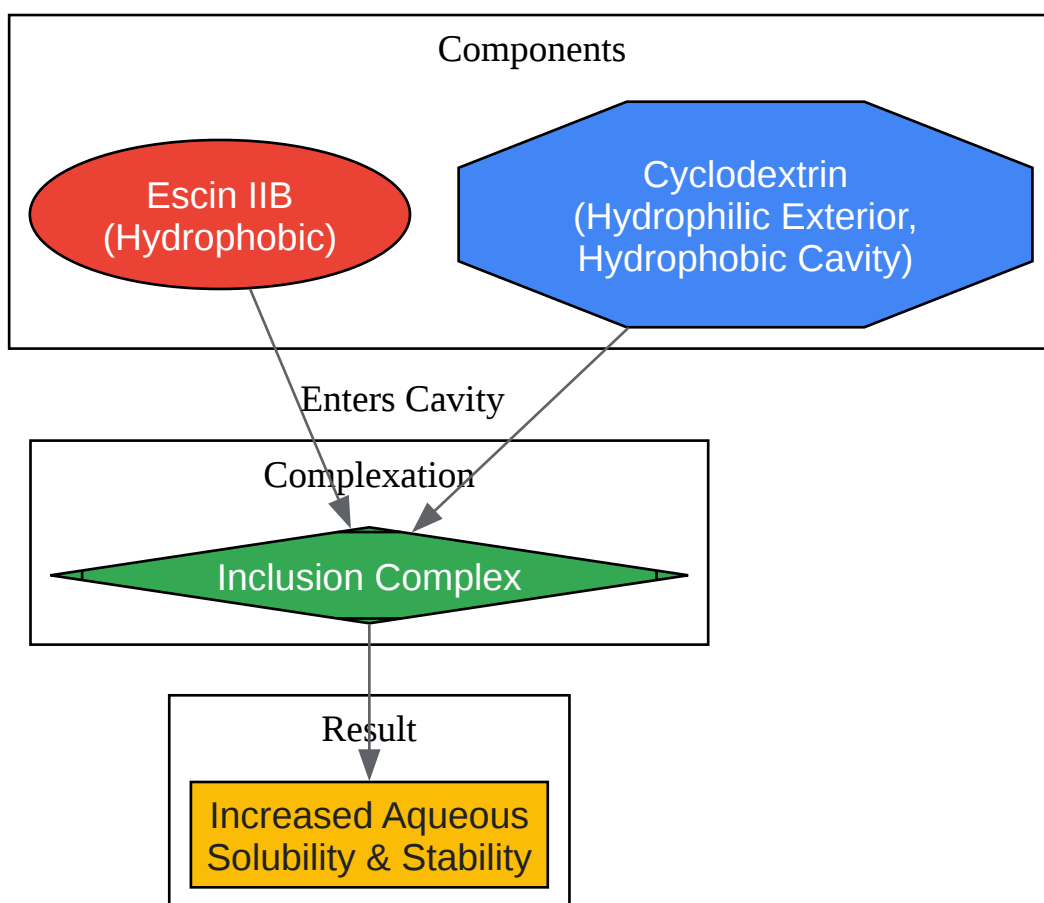 Components
Escin IIB
(Hydrophobic)
Cyclodextrin
(Hydrophilic Exterior,
Hydrophobic Cavity)
Enters Cavity
Complexation
Inclusion Complex
Result
Increased Aqueous
Solubility & Stability